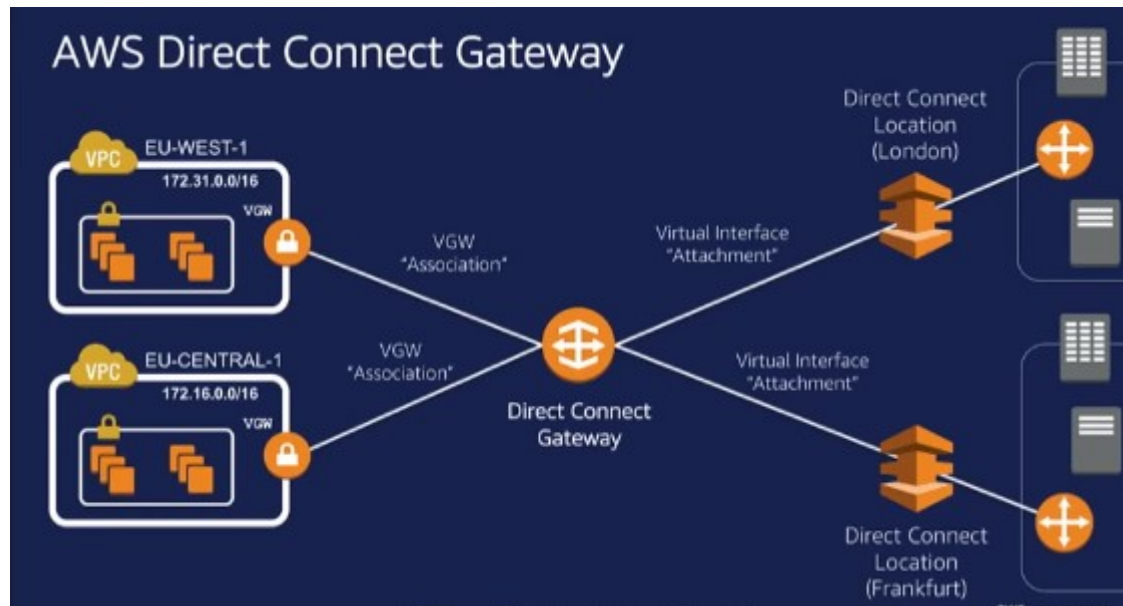 AWS Direct Connect Gateway
VPC
EU-WEST-1
172.31.0.0/16
VGW
VGW
"Association"
Virtual Interface
"Attachment"
Direct Connect
Location
(London)
VPC
EU-CENTRAL-1
172.16.0.0/16
VGW
VGW
"Association"
Direct Connect
Gateway
Virtual Interface
"Attachment"
Direct Connect
Location
(Frankfurt)